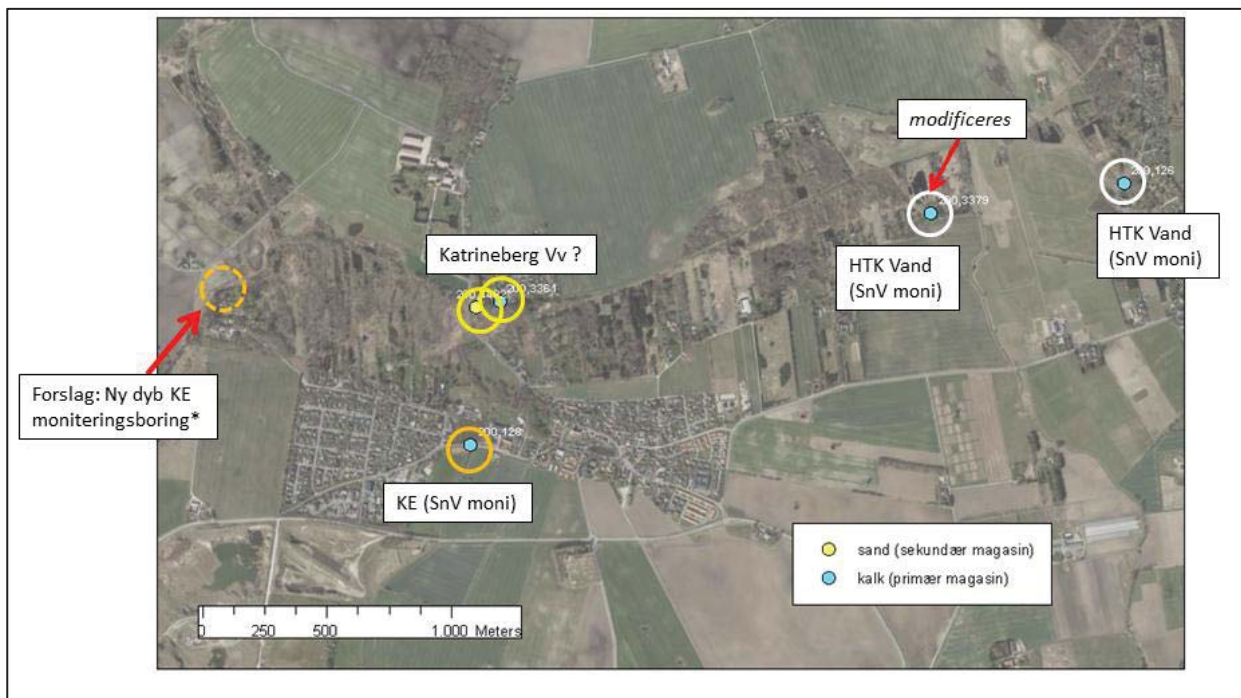 modificeres
200,126
200,3379
HTK Vand
(SnV moni)
HTK Vand
(SnV moni)
Katrineberg Vv ?
200,3361
Forslag: Ny dyb KE
moniteringsboring*
200,128
KE (SnV moni)
sand (sekundær magasin)
kalk (primær magasin)
0 250 500 1.000 Meters